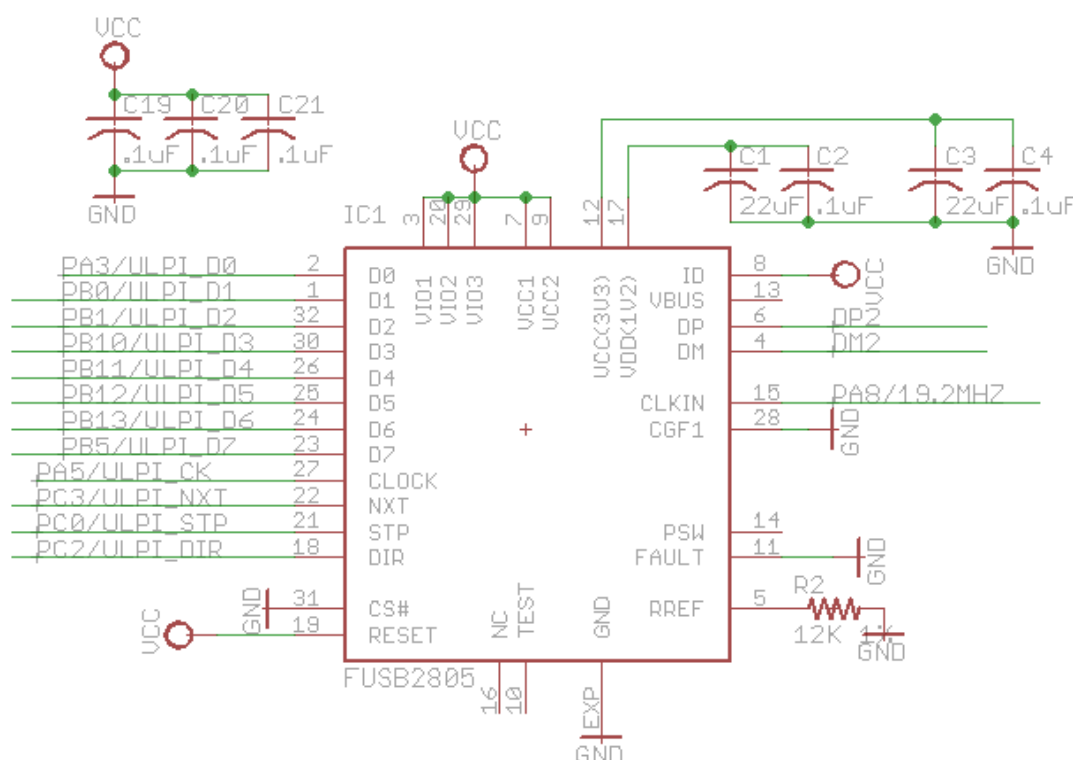 VCC
C19 C20 C21
.1uF .1uF .1uF
GND
VCC
C1 C2 C3 C4
22uF .1uF 22uF .1uF
GND
IC1
3 20 29 7 9 12 17
VIO1 VIO2 VIO3 VCC1 VCC2 VCC(3V3) VDD(1V2)
PA3/ULPI_D0 2 D0
PB0/ULPI_D1 1 D1
PB1/ULPI_D2 32 D2
PB10/ULPI_D3 30 D3
PB11/ULPI_D4 26 D4
PB12/ULPI_D5 25 D5
PB13/ULPI_D6 24 D6
PB5/ULPI_D7 23 D7
PA5/ULPI_CK 27 CLOCK
PC3/ULPI_NXT 22 NXT
PC0/ULPI_STP 21 STP
PC2/ULPI_DIR 18 DIR
GND 31 CS#
VCC 19 RESET
ID 8 VCC
VBUS 13
DP 6 DP2
DM 4 DM2
CLKIN 15 PA8/19.2MHZ
CGF1 28 GND
PSW 14
FAULT 11 GND
R2
RREF 5
12K 1%
GND
NC TEST GND
FUSB2805
16 10 EXP
GND